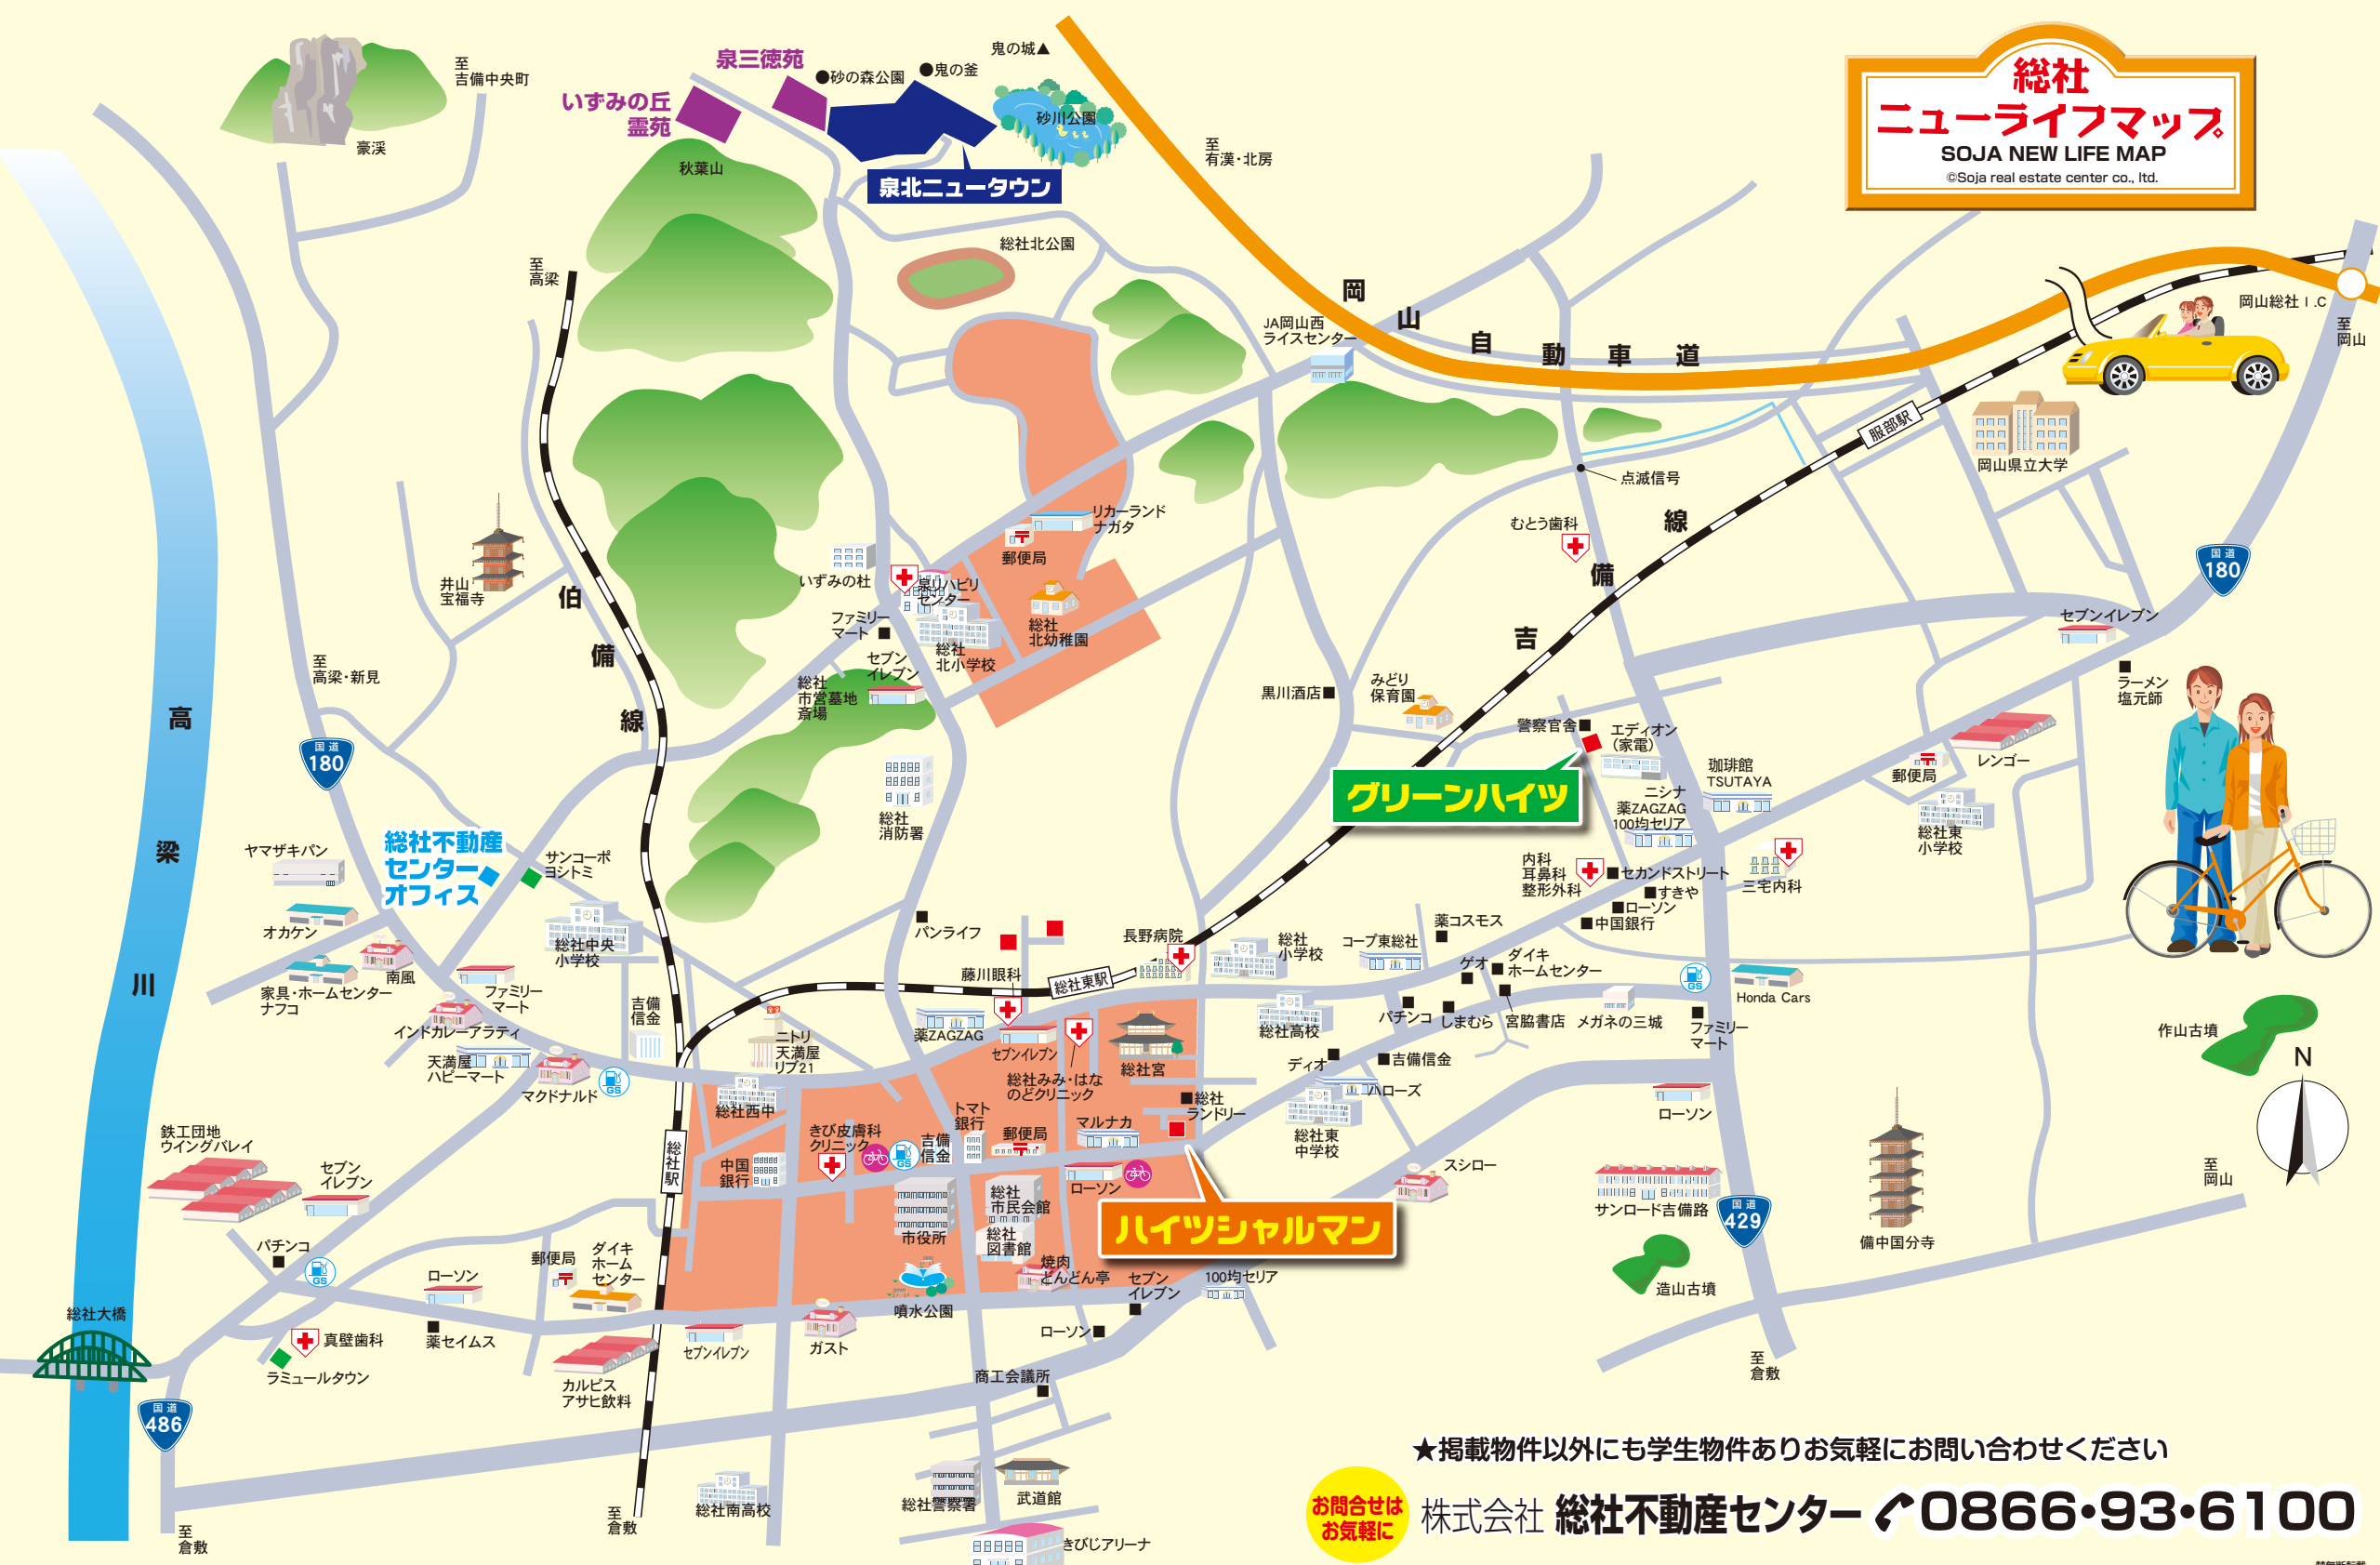 総社
ニューライフマップ
SOJA NEW LIFE MAP
©Soja real estate center co., ltd.
豪渓
至
吉備中央町
泉三徳苑
いずみの丘
霊苑
●砂の森公園
●鬼の釜
鬼の城▲
砂川公園
秋葉山
泉北ニュータウン
至
有漢・北房
総社北公園
至
高梁
JA岡山西
ライスセンター
岡山自動車道
岡山総社I.C
至
岡山
服部駅
岡山県立大学
点滅信号
むとう歯科
リカーランド
ナガタ
郵便局
いずみの杜
泉リハビリ
センター
ファミリー
マート
総社
北小学校
総社
北幼稚園
セブン
イレブン
総社
市営墓地
斎場
井山
宝福寺
伯備線
吉備線
国道
180
セブンイレブン
ラーメン
塩元師
至
高梁・新見
国道
180
高梁川
黒川酒店
みどり
保育園
警察官舎
エディオン
(家電)
グリーンハイツ
珈琲館
TSUTAYA
ニシナ
薬ZAGZAG
100均セリア
郵便局
レンゴー
総社東
小学校
総社
消防署
総社不動産
センター
オフィス
サンコーポ
ヨシトミ
ヤマザキパン
オカケン
家具・ホームセンター
ナフコ
南風
総社中央
小学校
ファミリー
マート
インドカレーアラティ
天満屋
ハピーマート
マクドナルド
GS
吉備
信金
内科
耳鼻科
整形外科
セカンドストリート
すきや
ローソン
中国銀行
三宅内科
パンライフ
藤川眼科
総社東駅
長野病院
総社
小学校
コープ東総社
薬コスモス
ゲオ
ダイキ
ホームセンター
パチンコ
しまむら
宮脇書店
メガネの三城
GS
Honda Cars
ファミリー
マート
総社高校
ディオ
吉備信金
ハローズ
総社東
中学校
ローソン
作山古墳
N
ニトリ
天満屋
リブ21
薬ZAGZAG
セブンイレブン
総社みみ・はな
のどクリニック
総社宮
総社西中
総社
ランドリー
マルナカ
トマト
銀行
郵便局
吉備
信金
GS
きび皮膚科
クリニック
中国
銀行
総社駅
ローソン
ハイツシャルマン
市役所
総社
市民会館
総社
図書館
噴水公園
焼肉
どんどん亭
セブン
イレブン
100均セリア
スシロー
サンロード吉備路
国道
429
備中国分寺
造山古墳
至
岡山
至
倉敷
鉄工団地
ウイングバレイ
セブン
イレブン
パチンコ
GS
ローソン
郵便局
ダイキ
ホーム
センター
総社大橋
真壁歯科
ラミュールタウン
薬セイムス
カルピス
アサヒ飲料
セブンイレブン
ガスト
ローソン
商工会議所
国道
486
至
倉敷
至
倉敷
総社南高校
総社警察署
武道館
きびじアリーナ
★掲載物件以外にも学生物件ありお気軽にお問い合わせください
お問合せは
お気軽に
株式会社 総社不動産センター 0866・93・6100